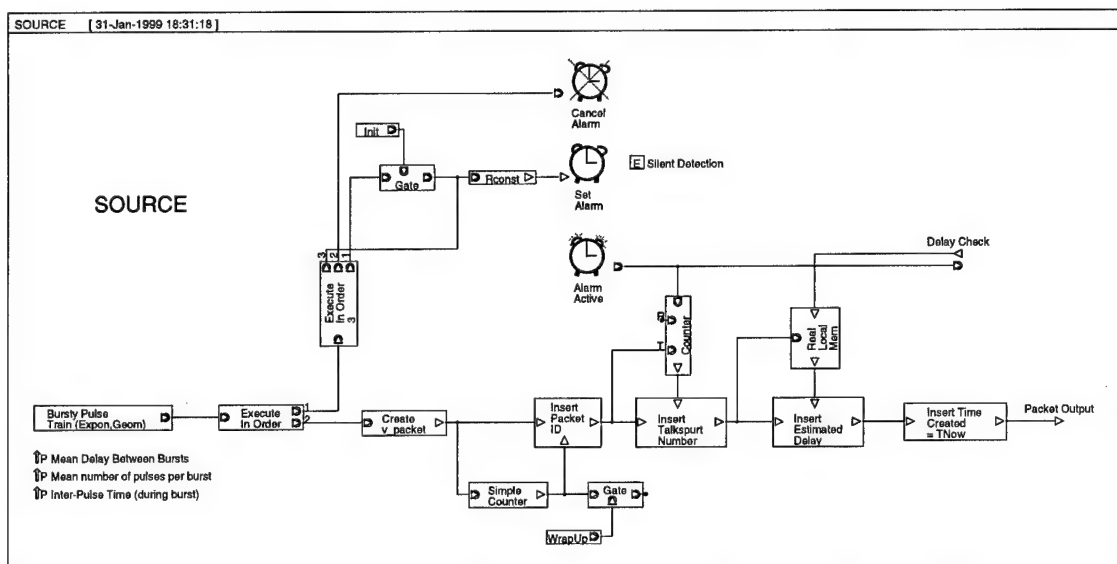 SOURCE [ 31-Jan-1999 18:31:18 ]
Cancel
Alarm
Init
Gate
Rconst
Set
Alarm
E Silent Detection
SOURCE
Alarm
Active
Delay Check
3 2 1
Execute
In Order
3
Counter
Real
Local
Mem
Bursty Pulse
Train (Expon,Geom)
Execute
In Order
1
2
Create
v_packet
Insert
Packet
ID
Insert
Talkspurt
Number
Insert
Estimated
Delay
Insert Time
Created
= TNow
Packet Output
P Mean Delay Between Bursts
P Mean number of pulses per burst
P Inter-Pulse Time (during burst)
Simple
Counter
Gate
WrapUp